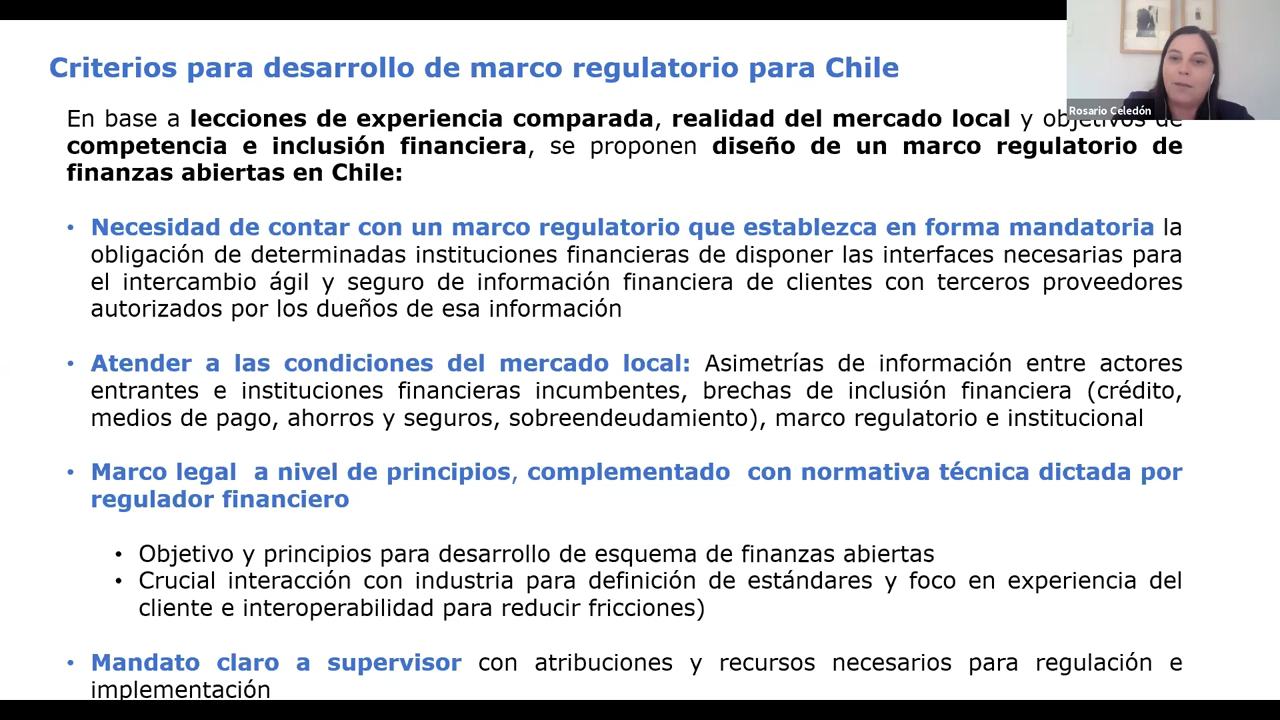 Criterios para desarrollo de marco regulatorio para Chile
Rosario Celedón
En base a lecciones de experiencia comparada, realidad del mercado local y objetivos de
competencia e inclusión financiera, se proponen diseño de un marco regulatorio de
finanzas abiertas en Chile:
• Necesidad de contar con un marco regulatorio que establezca en forma mandatoria la
obligación de determinadas instituciones financieras de disponer las interfaces necesarias para
el intercambio ágil y seguro de información financiera de clientes con terceros proveedores
autorizados por los dueños de esa información
• Atender a las condiciones del mercado local: Asimetrías de información entre actores
entrantes e instituciones financieras incumbentes, brechas de inclusión financiera (crédito,
medios de pago, ahorros y seguros, sobreendeudamiento), marco regulatorio e institucional
• Marco legal a nivel de principios, complementado con normativa técnica dictada por
regulador financiero
• Objetivo y principios para desarrollo de esquema de finanzas abiertas
• Crucial interacción con industria para definición de estándares y foco en experiencia del
cliente e interoperabilidad para reducir fricciones)
• Mandato claro a supervisor con atribuciones y recursos necesarios para regulación e
implementación